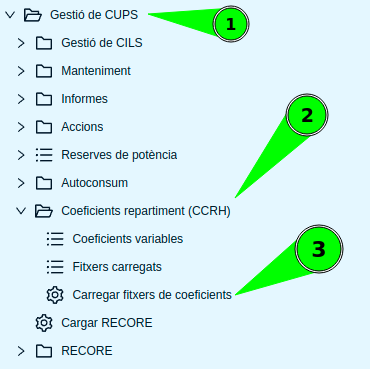 Gestió de CUPS
1
Gestió de CILS
Manteniment
Informes
2
Accions
Reserves de potència
Autoconsum
Coeficients repartiment (CCRH)
Coeficients variables
3
Fitxers carregats
Carregar fitxers de coeficients
Cargar RECORE
RECORE